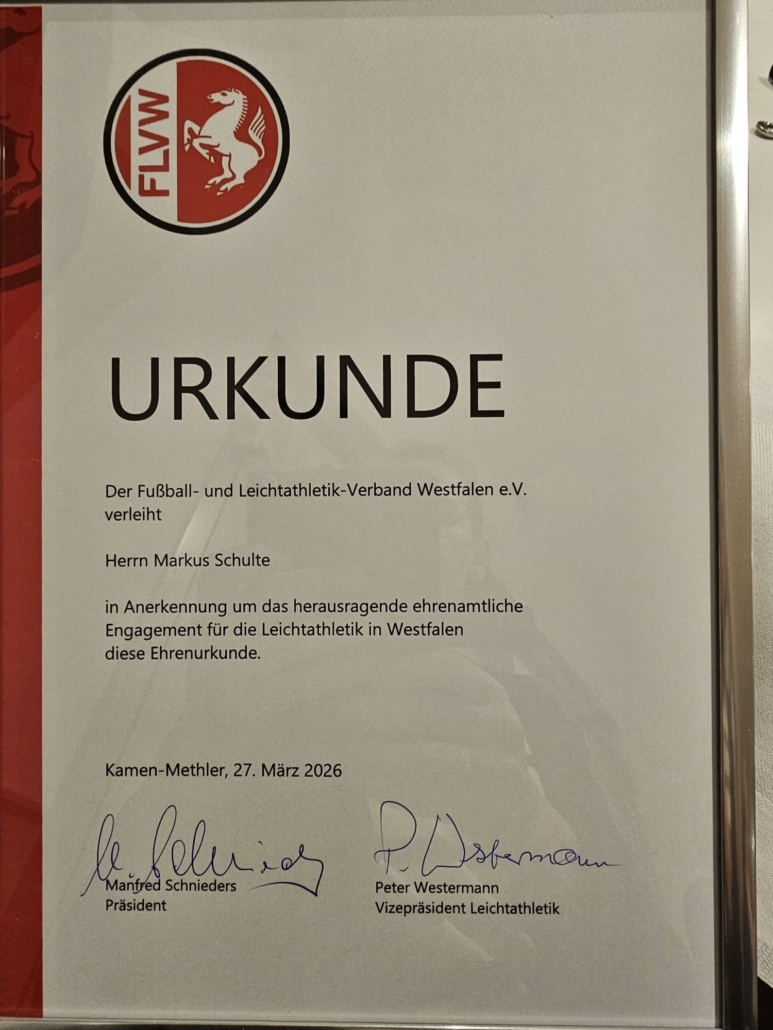 FLVW
URKUNDE
Der Fußball- und Leichtathletik-Verband Westfalen e.V.
verleiht
Herrn Markus Schulte
in Anerkennung um das herausragende ehrenamtliche
Engagement für die Leichtathletik in Westfalen
diese Ehrenurkunde.
Kamen-Methler, 27. März 2026
M. Schnieders P. Westermann
Manfred Schnieders Peter Westermann
Präsident Vizepräsident Leichtathletik